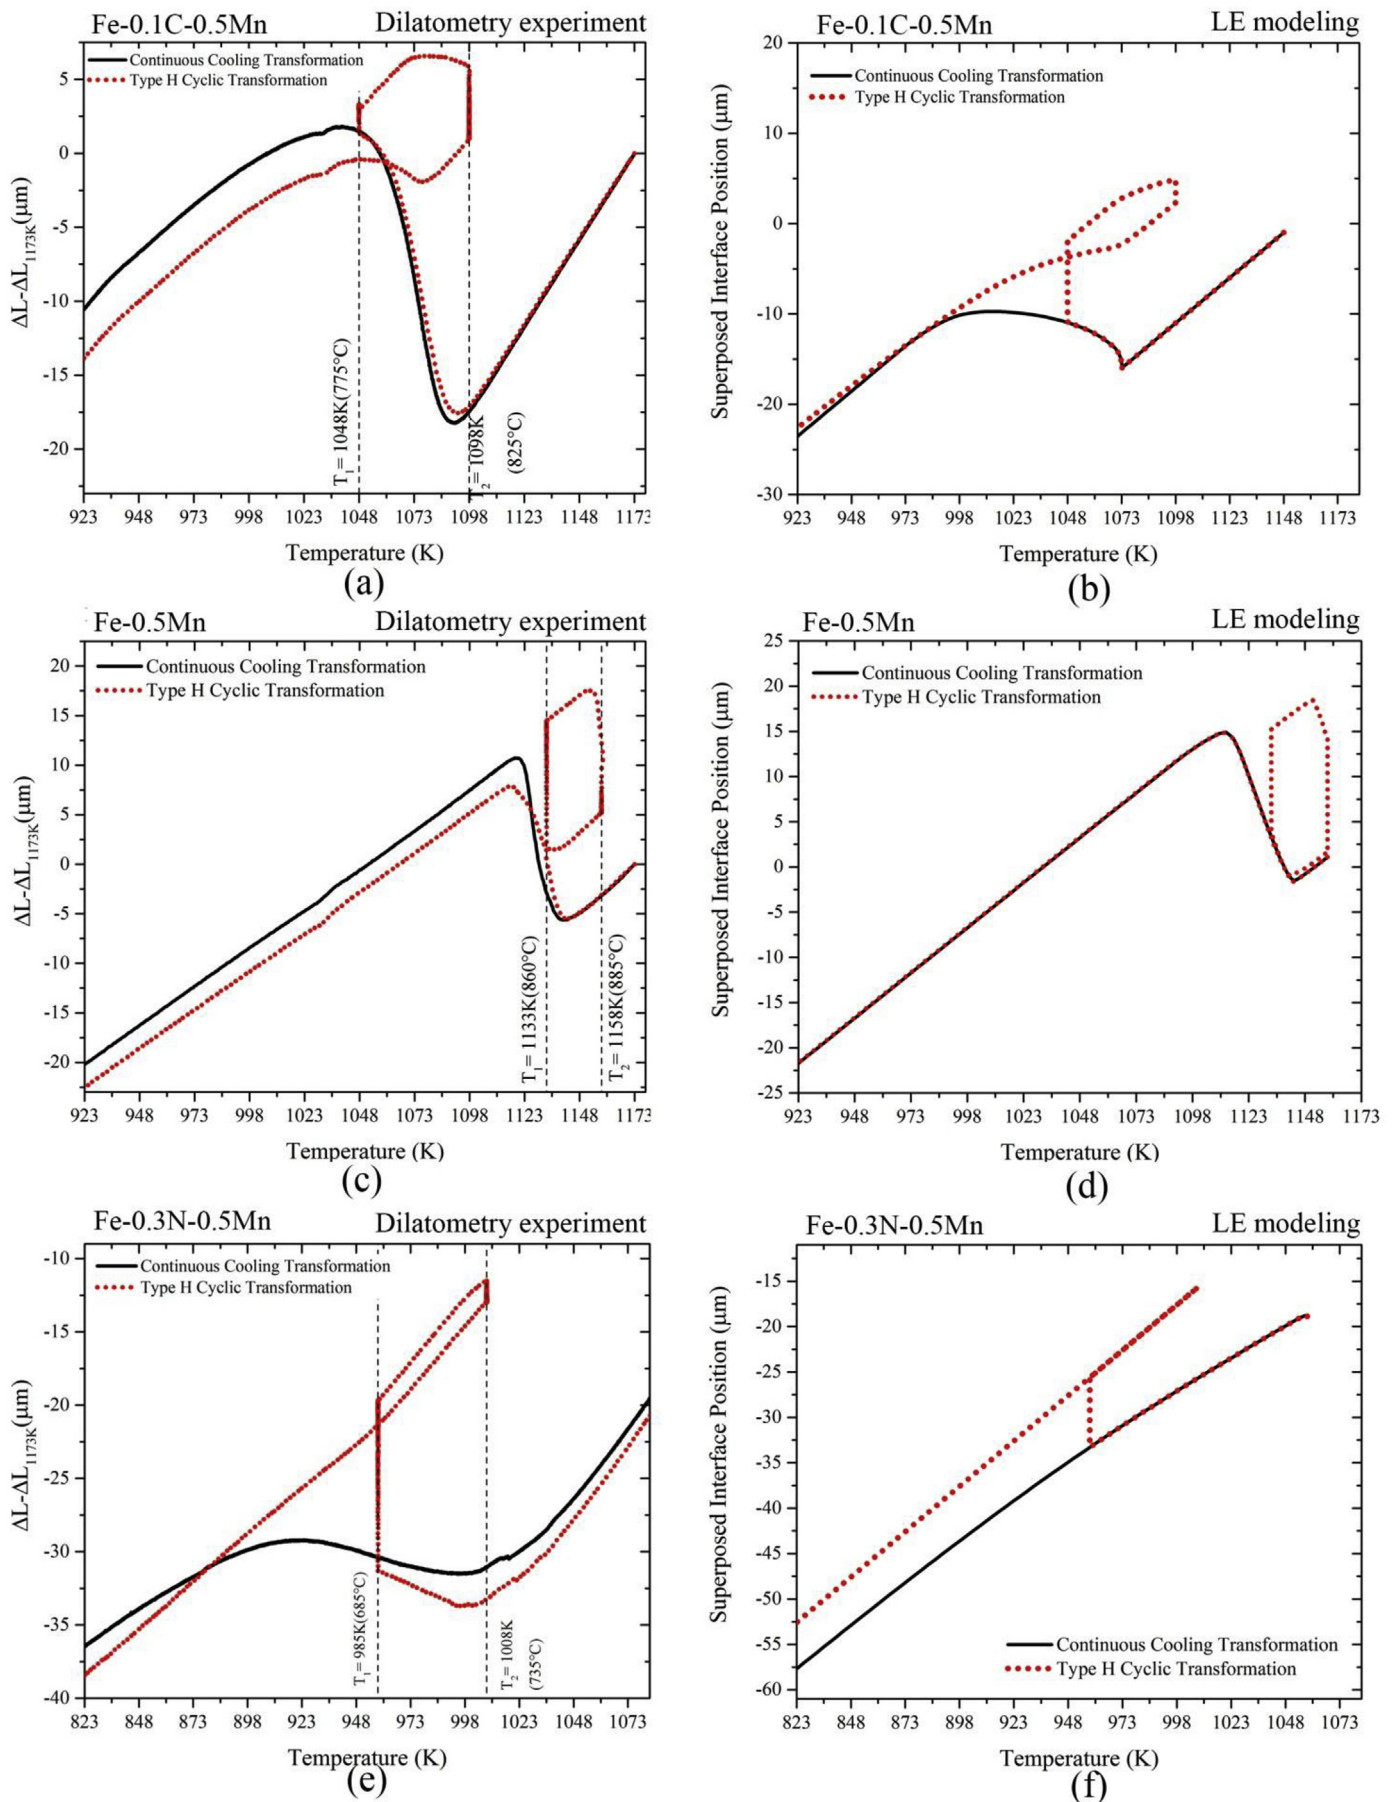 Fe-0.1C-0.5Mn Dilatometry experiment
Continuous Cooling Transformation
Type H Cyclic Transformation
5
0
-5
-10
-15
-20
ΔL-ΔL1173K(μm)
T1= 1048K(775°C)
T2= 1098K
(825°C)
923 948 973 998 1023 1048 1073 1098 1123 1148 1173
Temperature (K)
(a)
Fe-0.1C-0.5Mn LE modeling
Continuous Cooling Transformation
Type H Cyclic Transformation
20
10
0
-10
-20
-30
Superposed Interface Position (μm)
923 948 973 998 1023 1048 1073 1098 1123 1148 1173
Temperature (K)
(b)
Fe-0.5Mn Dilatometry experiment
Continuous Cooling Transformation
Type H Cyclic Transformation
20
15
10
5
0
-5
-10
-15
-20
ΔL-ΔL1173K(μm)
T1= 1133K(860°C)
T2= 1158K(885°C)
923 948 973 998 1023 1048 1073 1098 1123 1148 1173
Temperature (K)
(c)
Fe-0.5Mn LE modeling
Continuous Cooling Transformation
Type H Cyclic Transformation
25
20
15
10
5
0
-5
-10
-15
-20
-25
Superposed Interface Position (μm)
923 948 973 998 1023 1048 1073 1098 1123 1148 1173
Temperature (K)
(d)
Fe-0.3N-0.5Mn Dilatometry experiment
Continuous Cooling Transformation
Type H Cyclic Transformation
-10
-15
-20
-25
-30
-35
-40
ΔL-ΔL1173K(μm)
T1= 985K(685°C)
T2= 1008K
(735°C)
823 848 873 898 923 948 973 998 1023 1048 1073
Temperature (K)
(e)
Fe-0.3N-0.5Mn LE modeling
-15
-20
-25
-30
-35
-40
-45
-50
-55
-60
Superposed Interface Position (μm)
Continuous Cooling Transformation
Type H Cyclic Transformation
823 848 873 898 923 948 973 998 1023 1048 1073
Temperature (K)
(f)